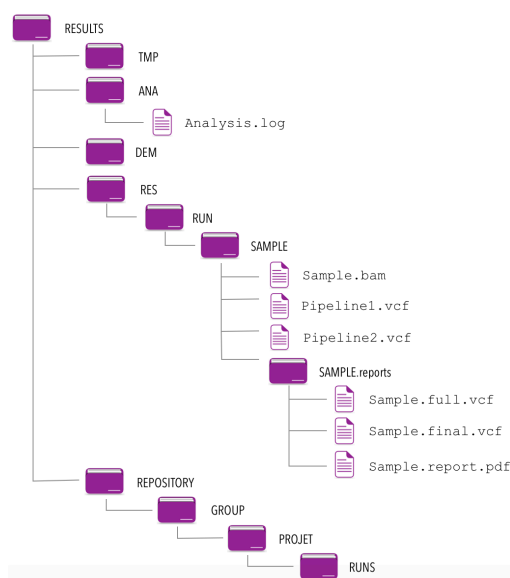 RESULTS
TMP
ANA
Analysis.log
DEM
RES
RUN
SAMPLE
Sample.bam
Pipeline1.vcf
Pipeline2.vcf
SAMPLE.reports
Sample.full.vcf
Sample.final.vcf
Sample.report.pdf
REPOSITORY
GROUP
PROJET
RUNS